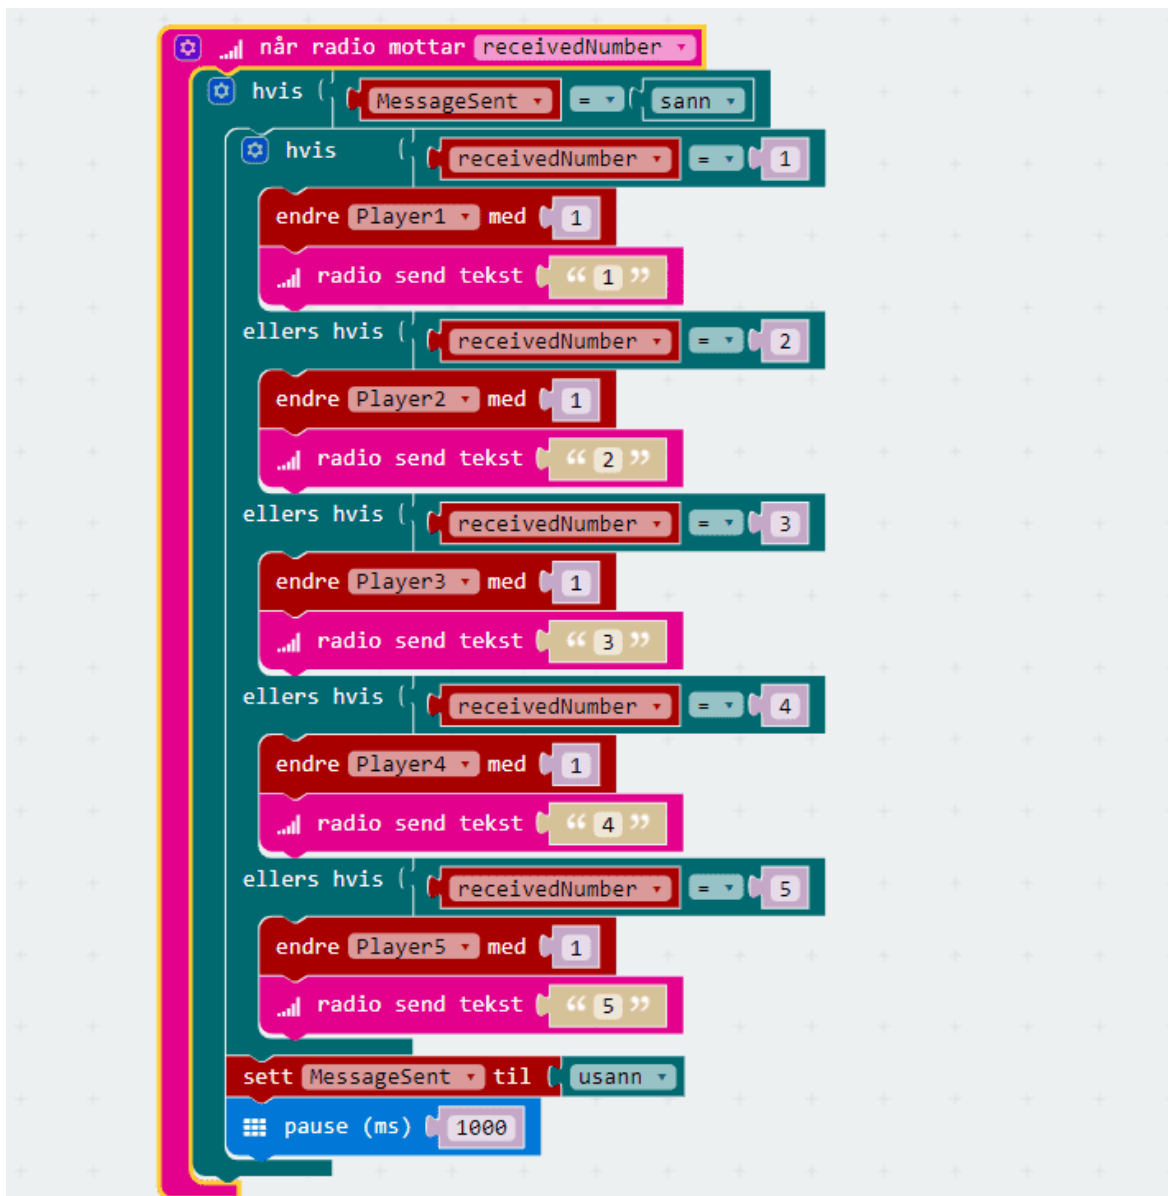 når radio mottar receivedNumber
hvis MessageSent = sann
hvis receivedNumber = 1
endre Player1 med 1
radio send tekst “ 1 ”
ellers hvis receivedNumber = 2
endre Player2 med 1
radio send tekst “ 2 ”
ellers hvis receivedNumber = 3
endre Player3 med 1
radio send tekst “ 3 ”
ellers hvis receivedNumber = 4
endre Player4 med 1
radio send tekst “ 4 ”
ellers hvis receivedNumber = 5
endre Player5 med 1
radio send tekst “ 5 ”
sett MessageSent til usann
pause (ms) 1000